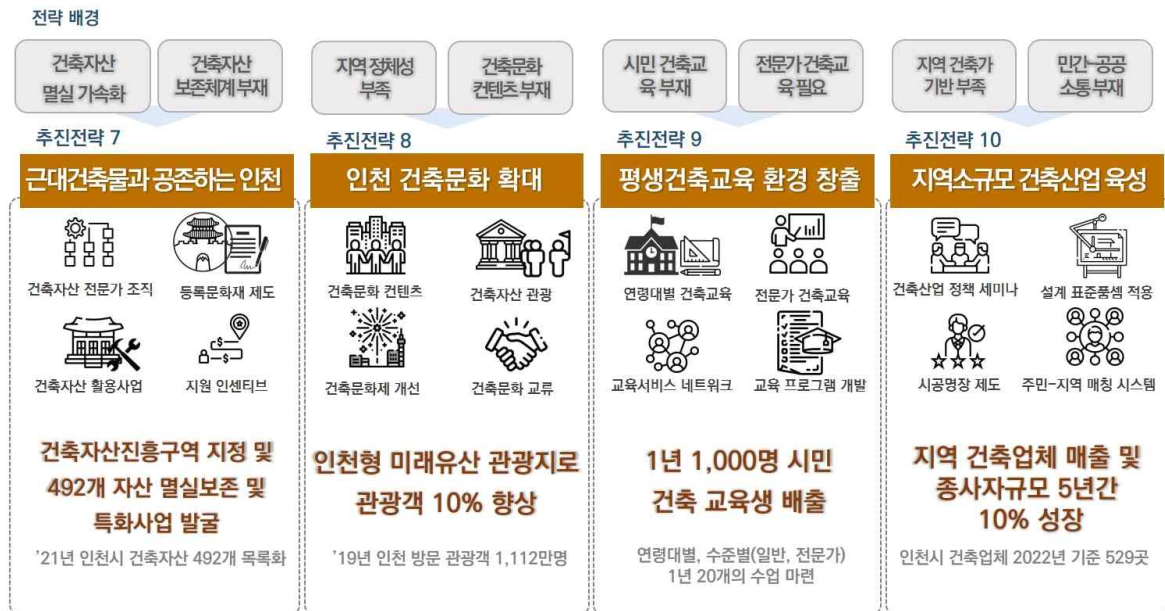 전략 배경
건축자산
멸실 가속화
건축자산
보존체계 부재
지역 정체성
부족
건축문화
컨텐츠 부재
시민 건축교
육 부재
전문가 건축교
육 필요
지역 건축가
기반 부족
민간-공공
소통 부재
추진전략 7
근대건축물과 공존하는 인천
건축자산 전문가 조직
등록문화재 제도
건축자산 활용사업
지원 인센티브
건축자산진흥구역 지정 및
492개 자산 멸실보존 및
특화사업 발굴
'21년 인천시 건축자산 492개 목록화
추진전략 8
인천 건축문화 확대
건축문화 컨텐츠
건축자산 관광
건축문화제 개선
건축문화 교류
인천형 미래유산 관광지로
관광객 10% 향상
'19년 인천 방문 관광객 1,112만명
추진전략 9
평생건축교육 환경 창출
연령대별 건축교육
전문가 건축교육
교육서비스 네트워크
교육 프로그램 개발
1년 1,000명 시민
건축 교육생 배출
연령대별, 수준별(일반, 전문가)
1년 20개의 수업 마련
추진전략 10
지역소규모 건축산업 육성
건축산업 정책 세미나
설계 표준품셈 적용
시공명장 제도
주민-지역 매칭 시스템
지역 건축업체 매출 및
종사자규모 5년간
10% 성장
인천시 건축업체 2022년 기준 529곳